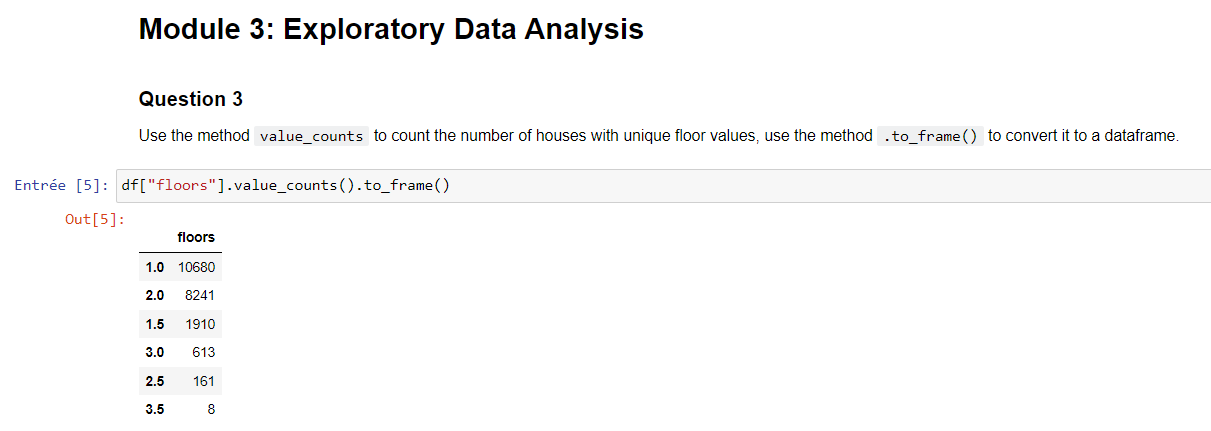 Module 3: Exploratory Data Analysis
Question 3
Use the method value_counts to count the number of houses with unique floor values, use the method .to_frame() to convert it to a dataframe.
Entrée [5]: df["floors"].value_counts().to_frame()
Out[5]:
floors
1.0 10680
2.0 8241
1.5 1910
3.0 613
2.5 161
3.5 8